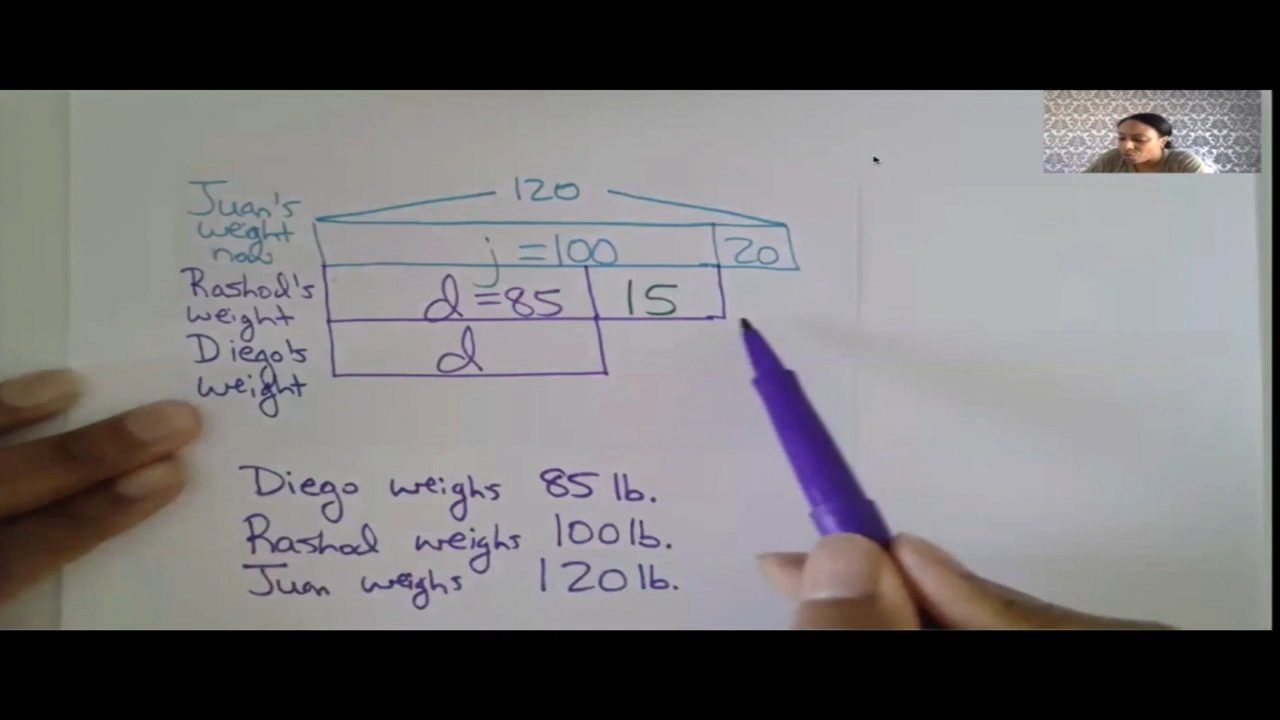 120
Juan's
weght
now
j = 100
20
Rashod's
weight
d = 85
15
Diego's
weight
d
Diego weighs 85 lb.
Rashod weighs 100 lb.
Juan weighs 120 lb.